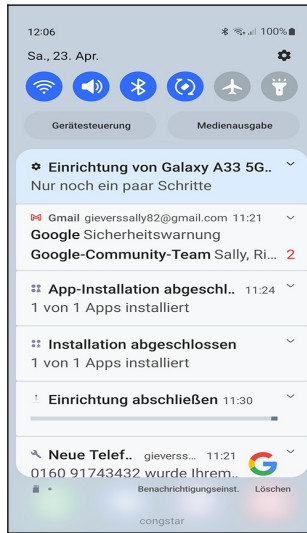 12:06 100%
Sa., 23. Apr.
Gerätesteuerung Medienausgabe
Einrichtung von Galaxy A33 5G..
Nur noch ein paar Schritte
Gmail gieverssally82@gmail.com 11:21
Google Sicherheitswarnung
Google-Community-Team Sally, Ri... 2
App-Installation abgeschl.. 11:24
1 von 1 Apps installiert
Installation abgeschlossen
1 von 1 Apps installiert
Einrichtung abschließen 11:30
Neue Telef.. gieverss... 11:21
0160 91743432 wurde Ihrem..
Benachrichtigungseinst. Löschen
congstar